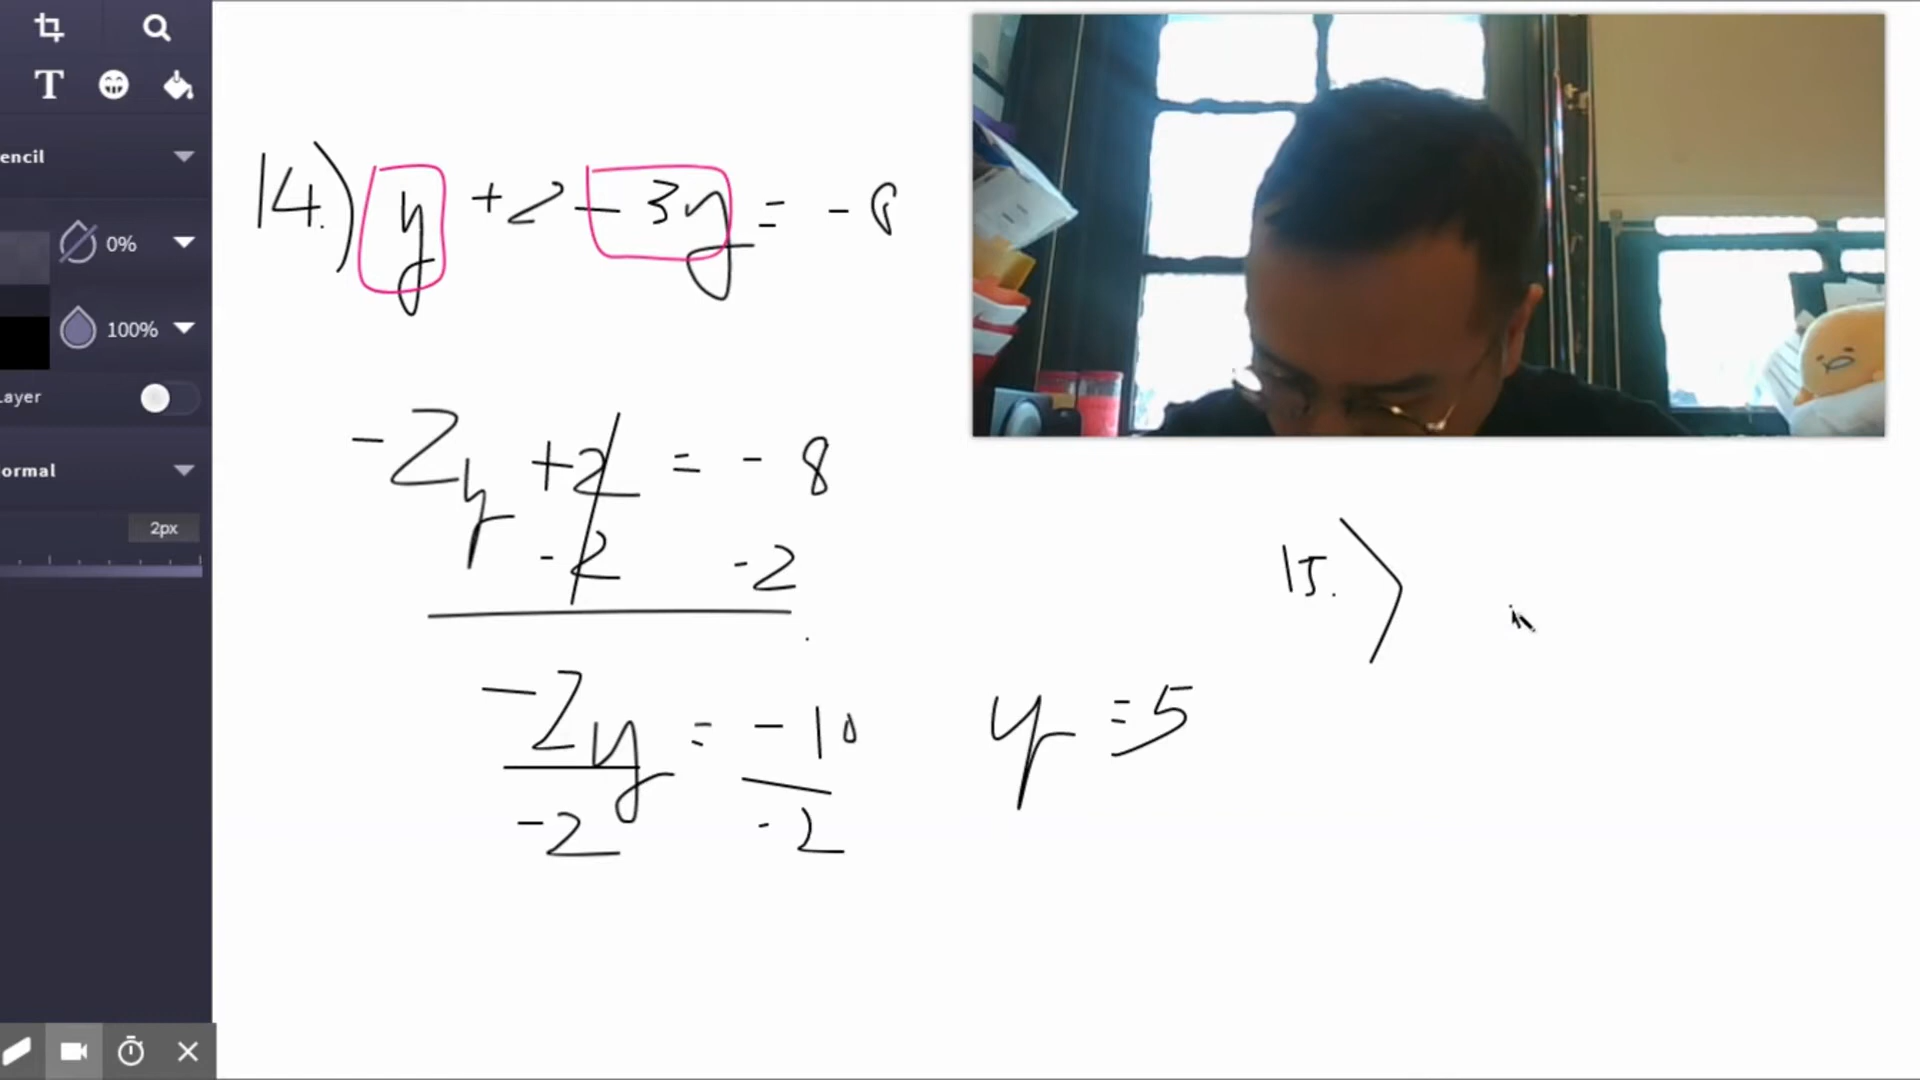 T
encil
0%
100%
ayer
ormal
2px
14.) y + 2 - 3y = - 8
-2y + 2 = - 8
- 2 - 2
-2y = - 10
-2 -2
y = 5
15. )